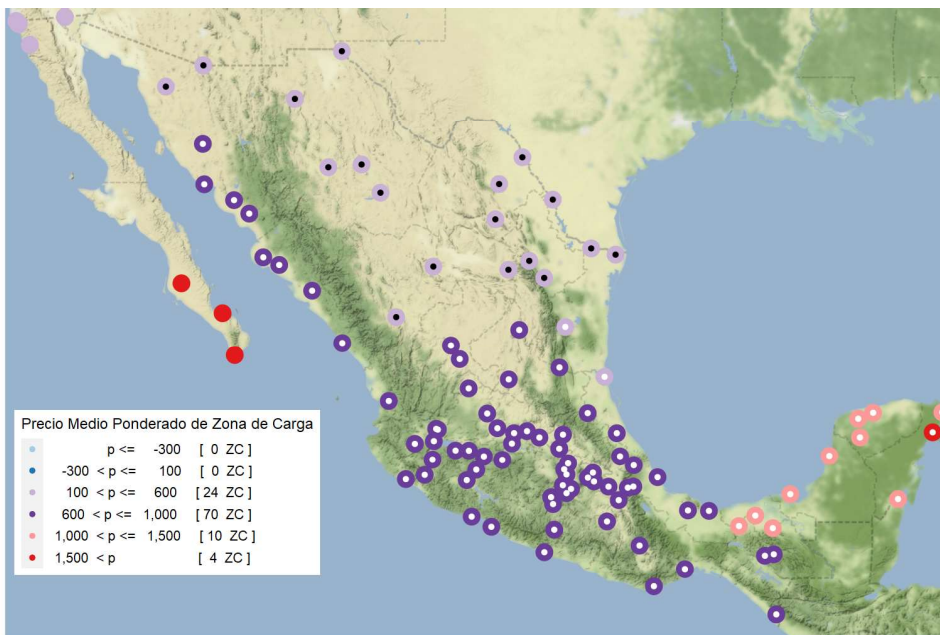 Precio Medio Ponderado de Zona de Carga
p <= -300 [ 0 ZC ]
-300 < p <= 100 [ 0 ZC ]
100 < p <= 600 [ 24 ZC ]
600 < p <= 1,000 [ 70 ZC ]
1,000 < p <= 1,500 [ 10 ZC ]
1,500 < p [ 4 ZC ]